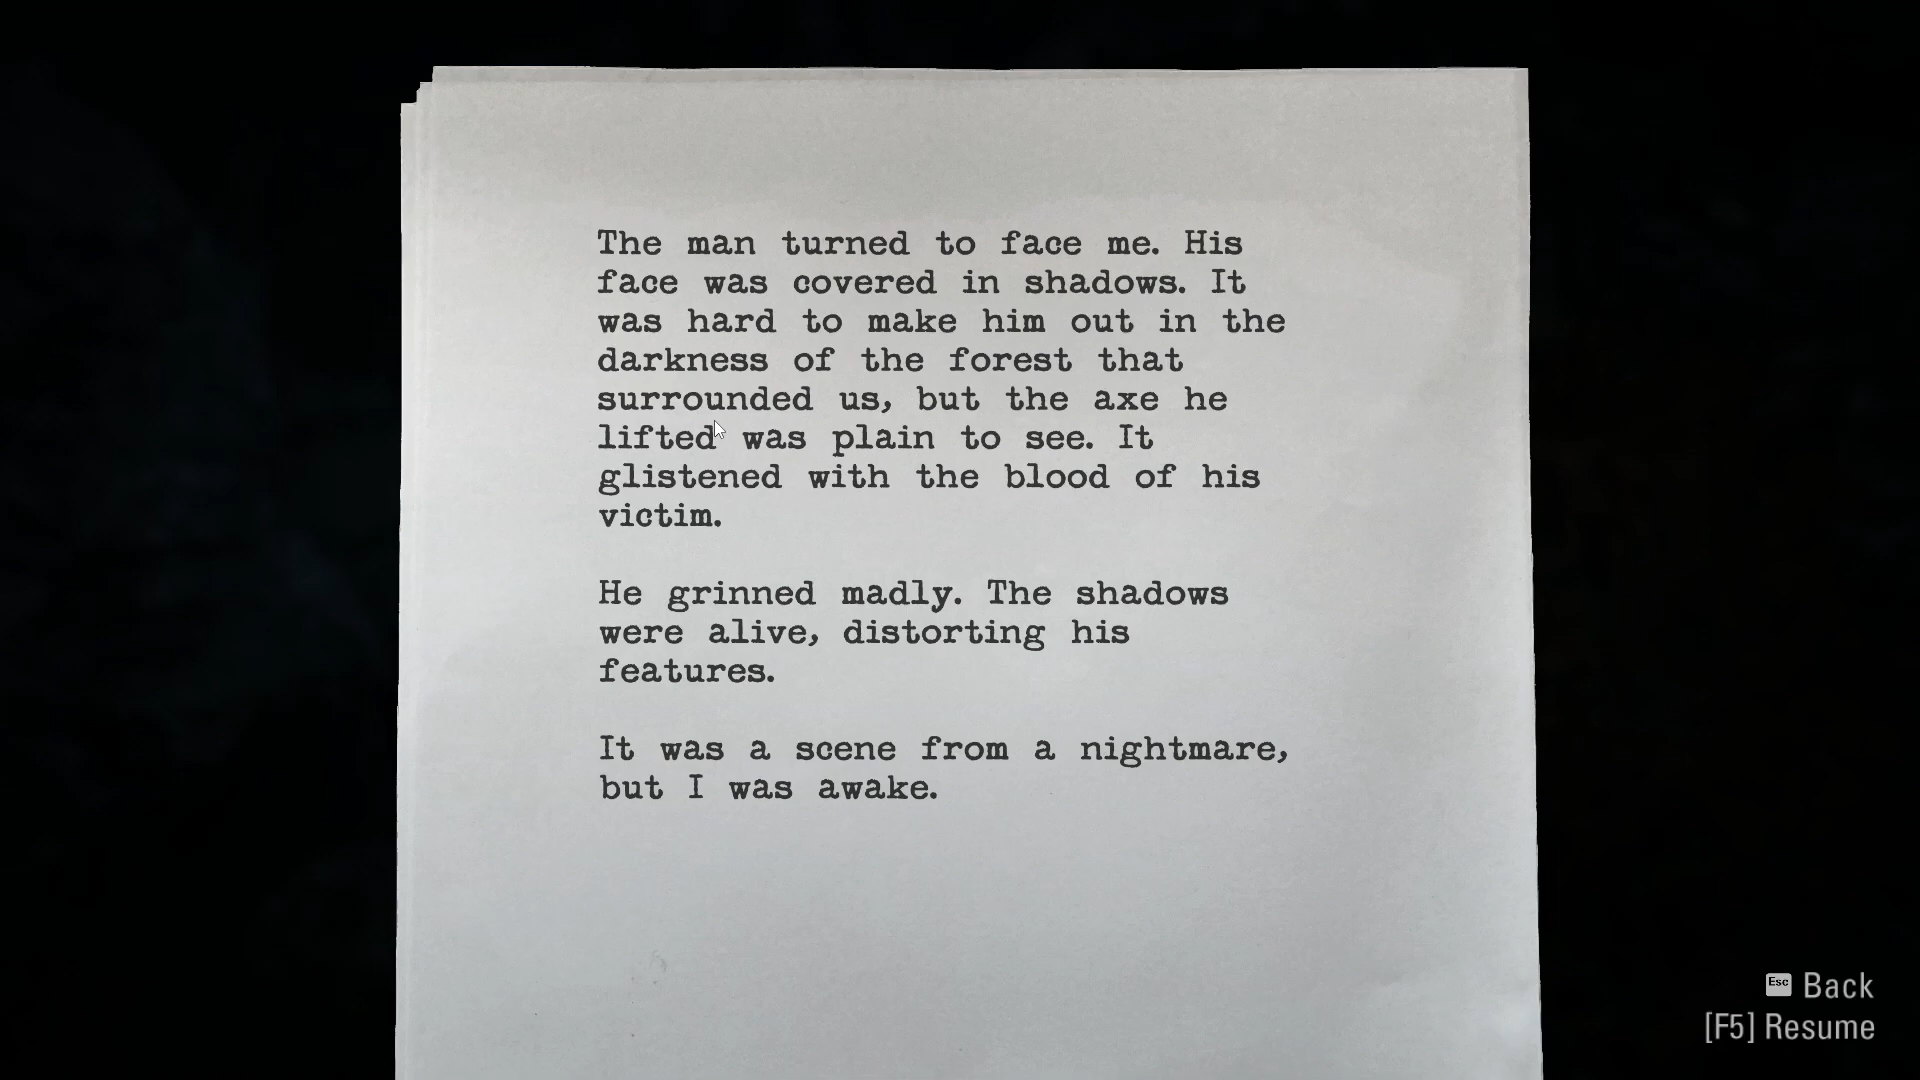 The man turned to face me. His
face was covered in shadows. It
was hard to make him out in the
darkness of the forest that
surrounded us, but the axe he
lifted was plain to see. It
glistened with the blood of his
victim.
He grinned madly. The shadows
were alive, distorting his
features.
It was a scene from a nightmare,
but I was awake.
Esc Back
[F5] Resume